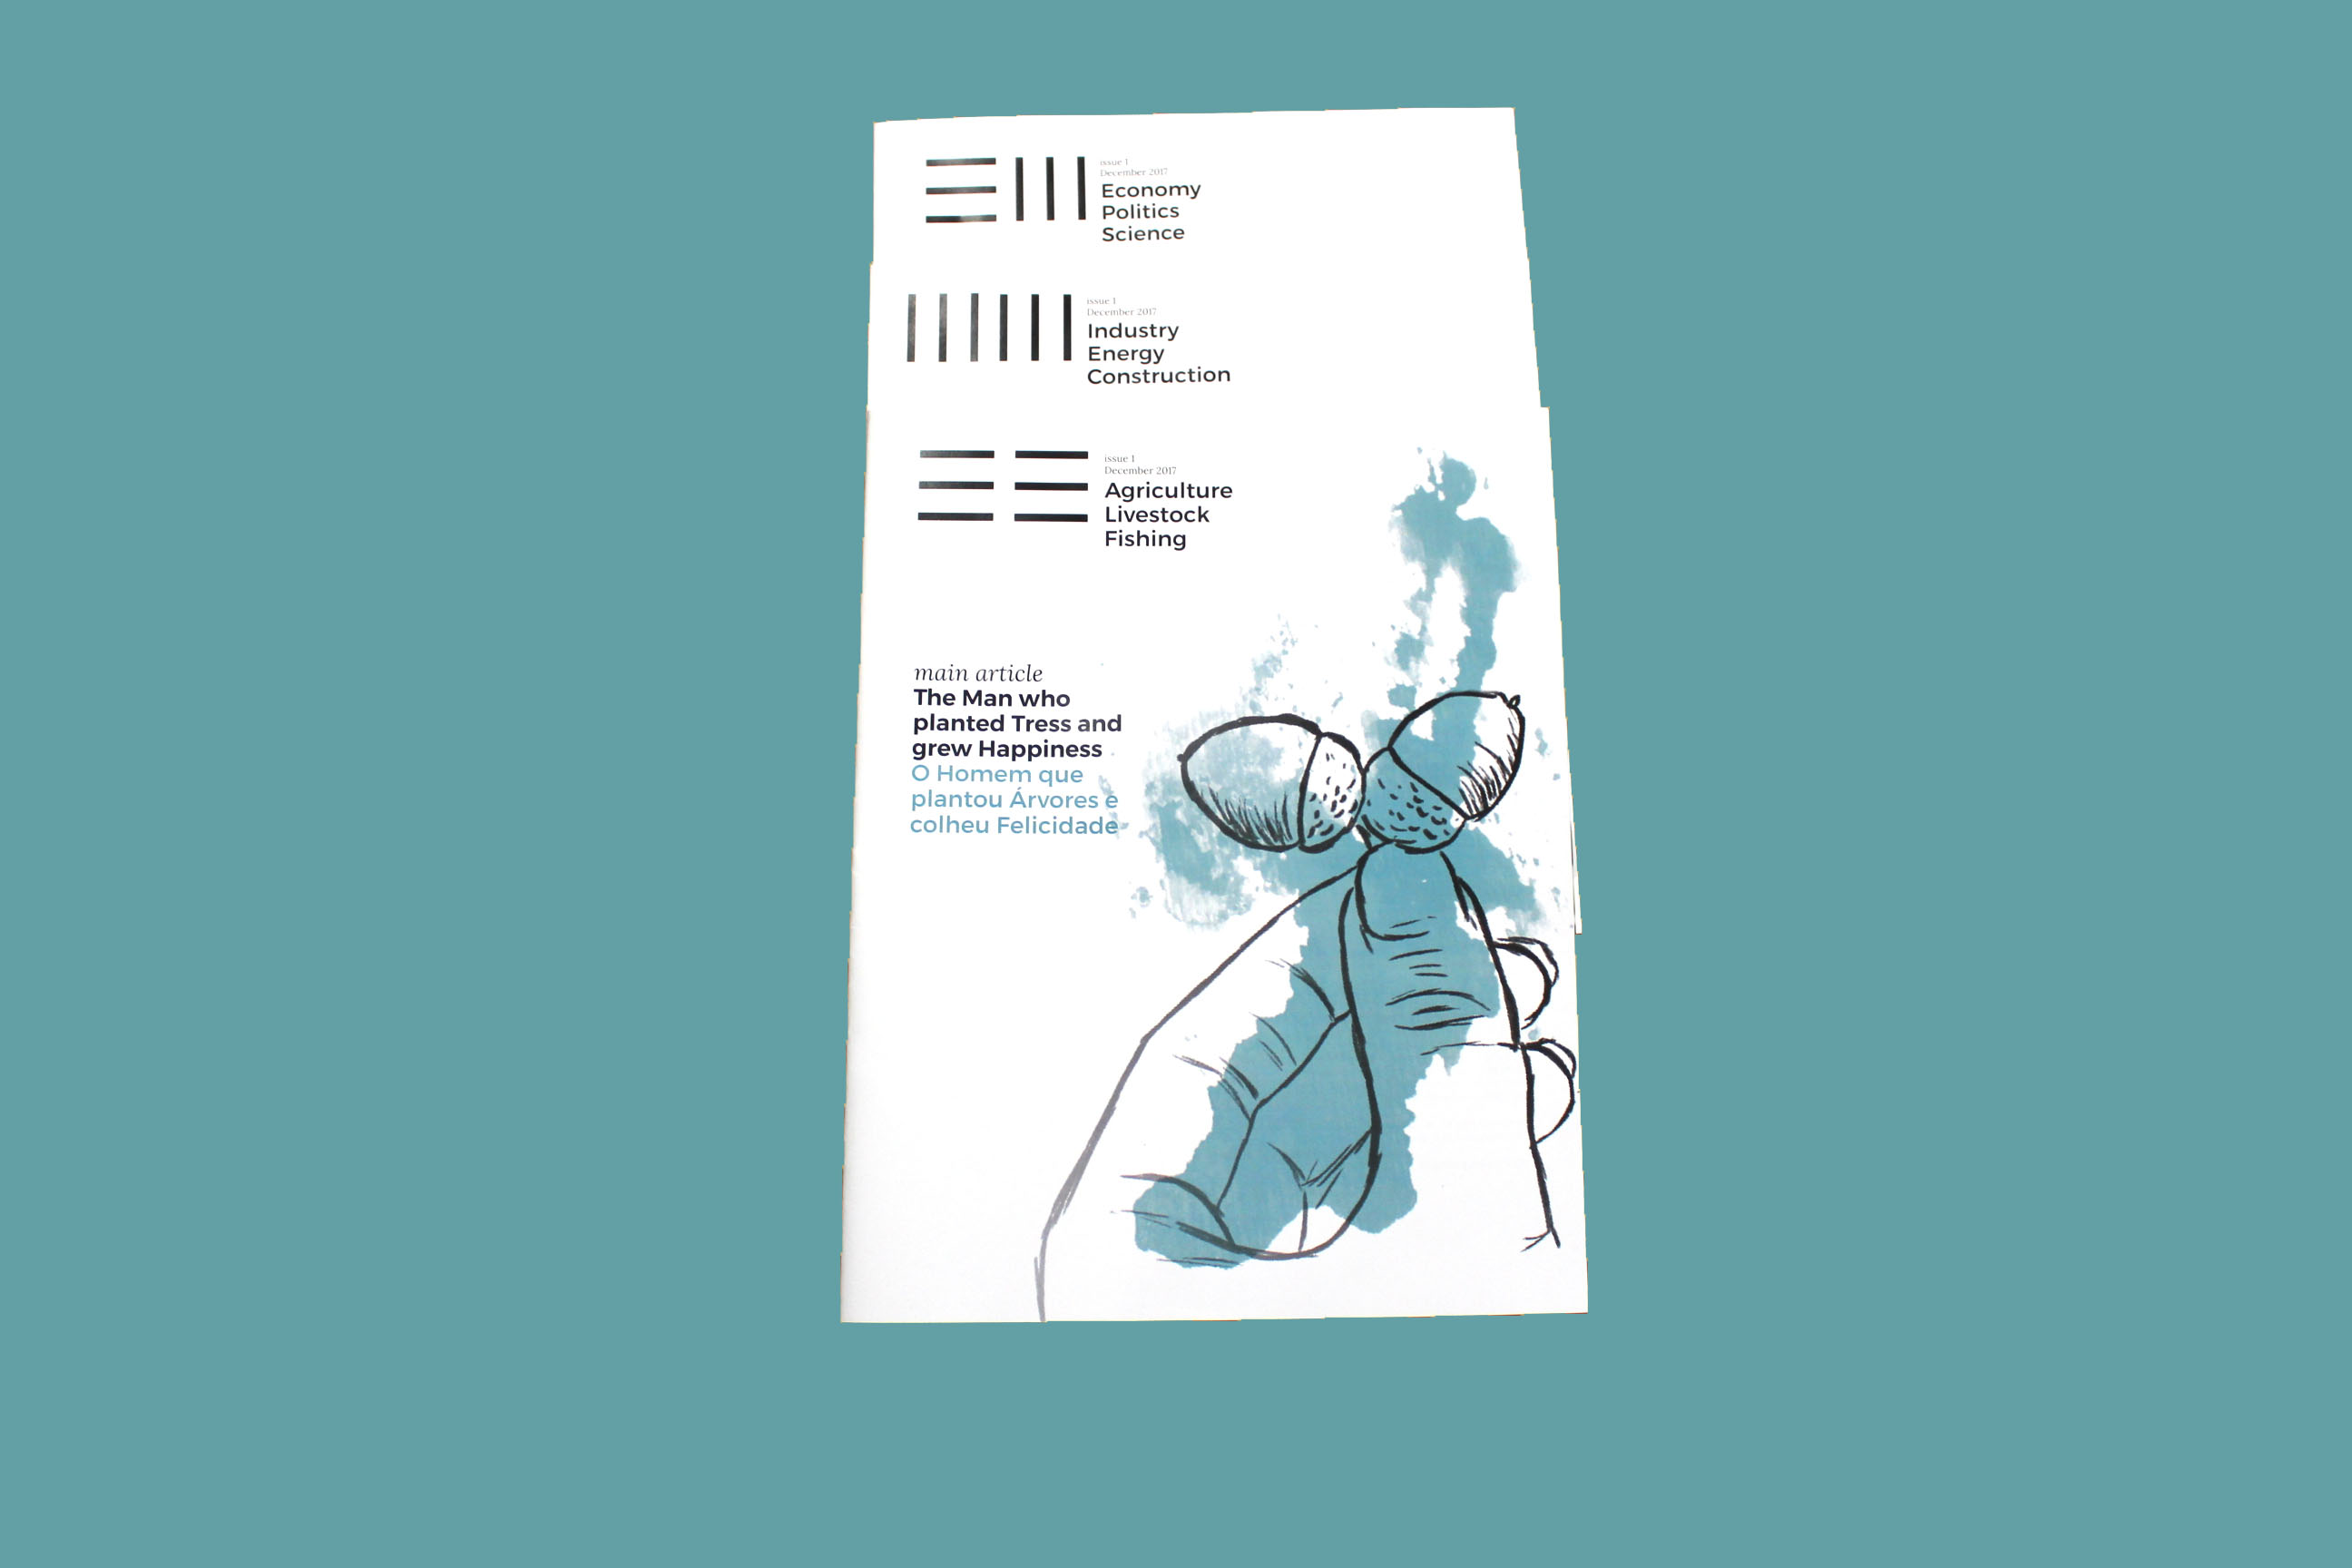 issue 1
December 2017
Economy
Politics
Science
issue 1
December 2017
Industry
Energy
Construction
issue 1
December 2017
Agriculture
Livestock
Fishing
main article
The Man who
planted Tress and
grew Happiness
O Homem que
plantou Árvores e
colheu Felicidade